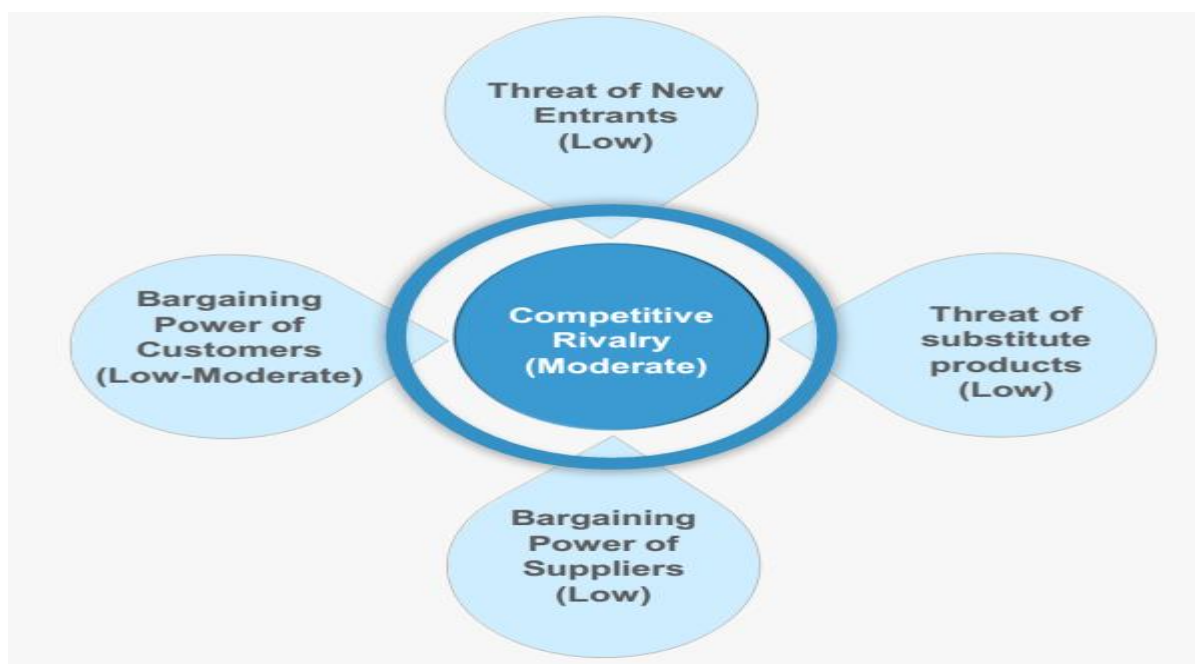 Threat of New
Entrants
(Low)
Bargaining
Power of
Customers
(Low-Moderate)
Competitive
Rivalry
(Moderate)
Threat of
substitute
products
(Low)
Bargaining
Power of
Suppliers
(Low)